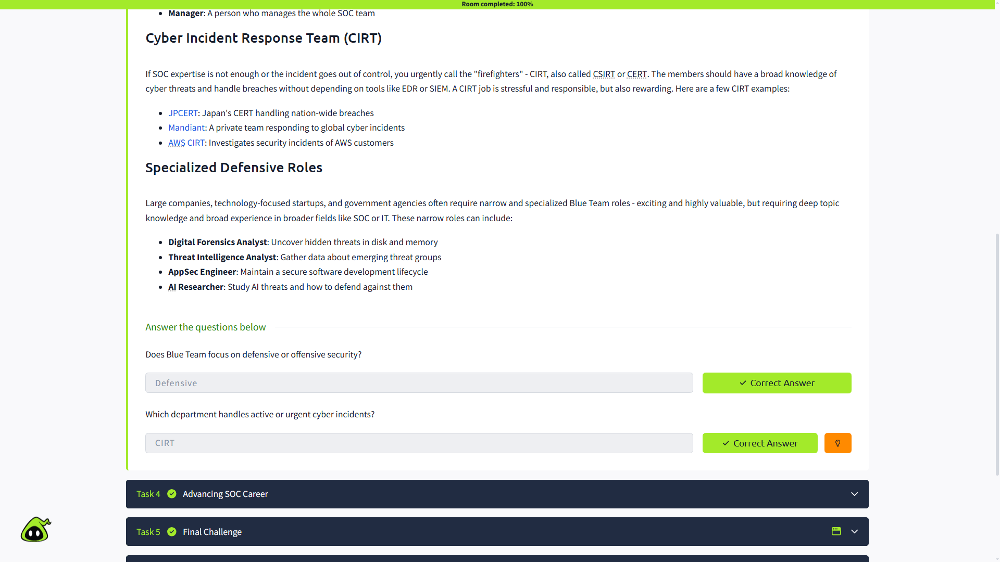 Room completed: 100%
Manager: A person who manages the whole SOC team
Cyber Incident Response Team (CIRT)
If SOC expertise is not enough or the incident goes out of control, you urgently call the "firefighters" - CIRT, also called CSIRT or CERT. The members should have a broad knowledge of
cyber threats and handle breaches without depending on tools like EDR or SIEM. A CIRT job is stressful and responsible, but also rewarding. Here are a few CIRT examples:
JPCERT: Japan's CERT handling nation-wide breaches
Mandiant: A private team responding to global cyber incidents
AWS CIRT: Investigates security incidents of AWS customers
Specialized Defensive Roles
Large companies, technology-focused startups, and government agencies often require narrow and specialized Blue Team roles - exciting and highly valuable, but requiring deep topic
knowledge and broad experience in broader fields like SOC or IT. These narrow roles can include:
Digital Forensics Analyst: Uncover hidden threats in disk and memory
Threat Intelligence Analyst: Gather data about emerging threat groups
AppSec Engineer: Maintain a secure software development lifecycle
AI Researcher: Study AI threats and how to defend against them
Answer the questions below
Does Blue Team focus on defensive or offensive security?
Defensive
Correct Answer
Which department handles active or urgent cyber incidents?
CIRT
Correct Answer
Task 4 Advancing SOC Career
Task 5 Final Challenge